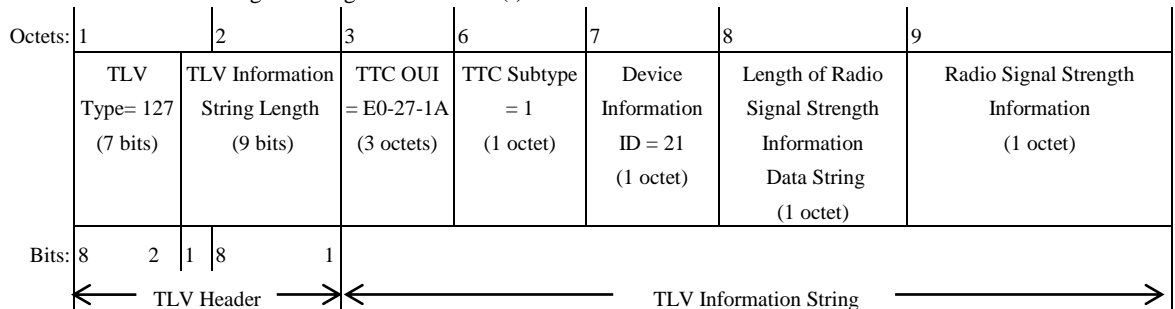 Octets: 1 2 3 6 7 8 9
TLV Type= 127 (7 bits)
TLV Information String Length (9 bits)
TTC OUI = E0-27-1A (3 octets)
TTC Subtype = 1 (1 octet)
Device Information ID = 21 (1 octet)
Length of Radio Signal Strength Information Data String (1 octet)
Radio Signal Strength Information (1 octet)
Bits: 8 2 1 8 1
TLV Header
TLV Information String